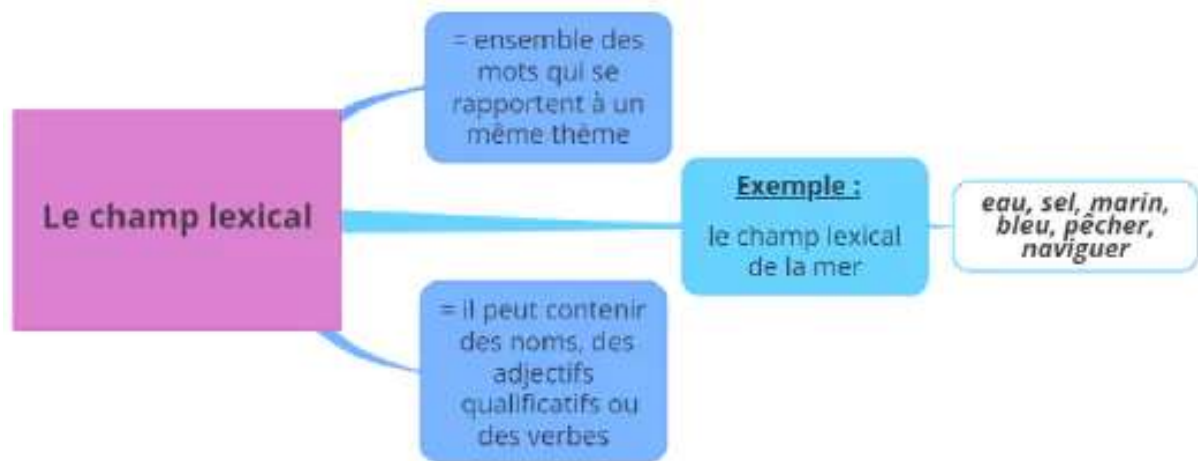 Le champ lexical
= ensemble des
mots qui se
rapportent à un
même thème
Exemple :
le champ lexical
de la mer
eau, sel, marin,
bleu, pêcher,
naviguer
= il peut contenir
des noms, des
adjectifs
qualificatifs ou
des verbes